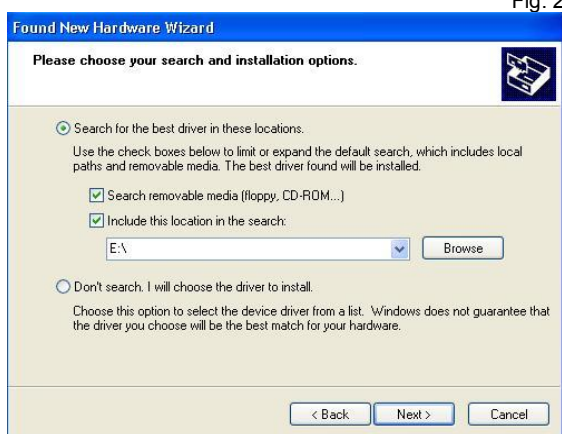 Fig. 2
Found New Hardware Wizard
Please choose your search and installation options.
Search for the best driver in these locations.
Use the check boxes below to limit or expand the default search, which includes local
paths and removable media. The best driver found will be installed.
Search removable media (floppy, CD-ROM...)
Include this location in the search:
E:\
Browse
Don't search. I will choose the driver to install.
Choose this option to select the device driver from a list. Windows does not guarantee that
the driver you choose will be the best match for your hardware.
< Back
Next >
Cancel